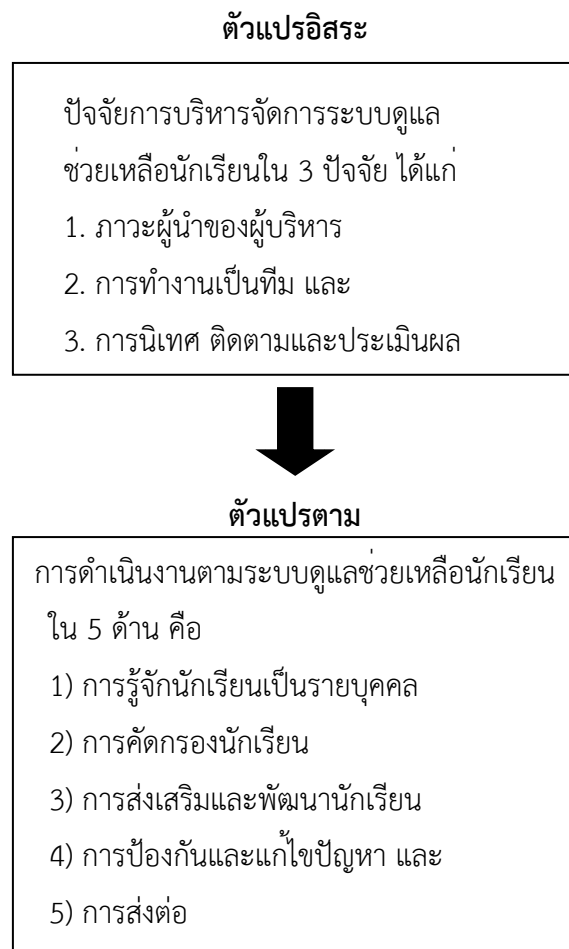 ตัวแปรอิสระ
ปัจจัยการบริหารจัดการระบบดูแล
ช่วยเหลือนักเรียนใน 3 ปัจจัย ได้แก่
1. ภาวะผู้นำของผู้บริหาร
2. การทำงานเป็นทีม และ
3. การนิเทศ ติดตามและประเมินผล
ตัวแปรตาม
การดำเนินงานตามระบบดูแลช่วยเหลือนักเรียน
ใน 5 ด้าน คือ
1) การรู้จักนักเรียนเป็นรายบุคคล
2) การคัดกรองนักเรียน
3) การส่งเสริมและพัฒนานักเรียน
4) การป้องกันและแก้ไขปัญหา และ
5) การส่งต่อ